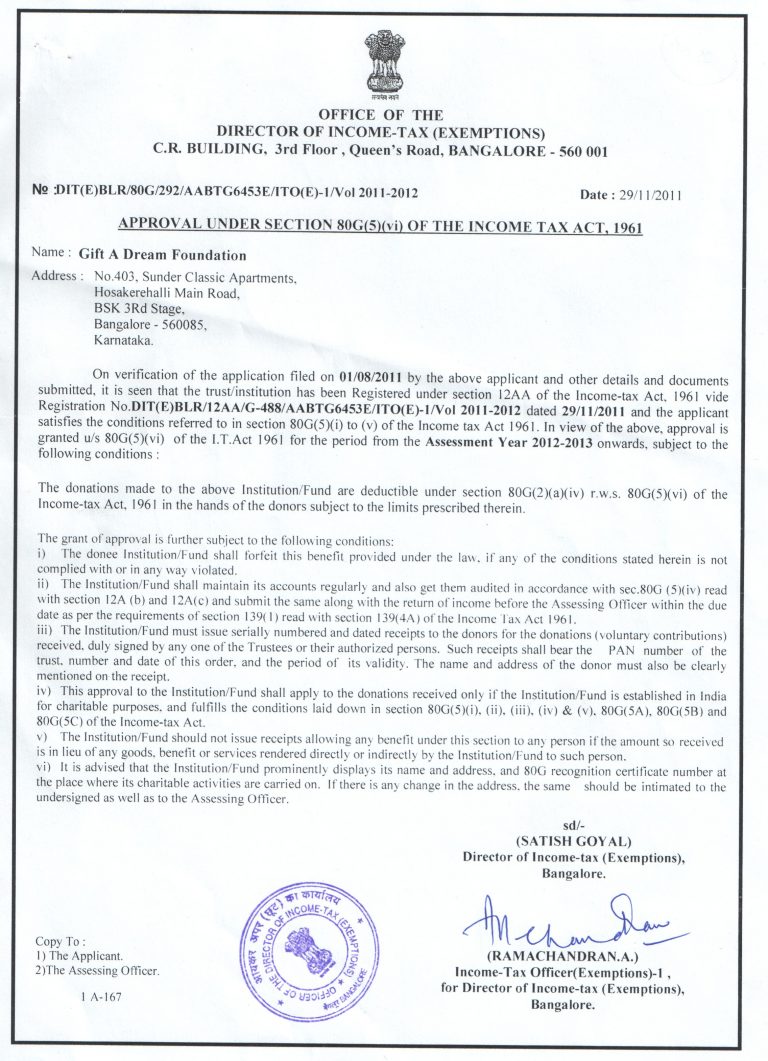 सत्यमेव जयते
OFFICE OF THE
DIRECTOR OF INCOME-TAX (EXEMPTIONS)
C.R. BUILDING, 3rd Floor , Queen's Road, BANGALORE - 560 001
№ :DIT(E)BLR/80G/292/AABTG6453E/ITO(E)-1/Vol 2011-2012
Date : 29/11/2011
APPROVAL UNDER SECTION 80G(5)(vi) OF THE INCOME TAX ACT, 1961
Name : Gift A Dream Foundation
Address : No.403, Sunder Classic Apartments,
Hosakerehalli Main Road,
BSK 3Rd Stage,
Bangalore - 560085,
Karnataka.
On verification of the application filed on 01/08/2011 by the above applicant and other details and documents
submitted, it is seen that the trust/institution has been Registered under section 12AA of the Income-tax Act, 1961 vide
Registration No.DIT(E)BLR/12AA/G-488/AABTG6453E/ITO(E)-1/Vol 2011-2012 dated 29/11/2011 and the applicant
satisfies the conditions referred to in section 80G(5)(i) to (v) of the Income tax Act 1961. In view of the above, approval is
granted u/s 80G(5)(vi) of the I.T.Act 1961 for the period from the Assessment Year 2012-2013 onwards, subject to the
following conditions :
The donations made to the above Institution/Fund are deductible under section 80G(2)(a)(iv) r.w.s. 80G(5)(vi) of the
Income-tax Act, 1961 in the hands of the donors subject to the limits prescribed therein.
The grant of approval is further subject to the following conditions:
i) The donee Institution/Fund shall forfeit this benefit provided under the law, if any of the conditions stated herein is not
complied with or in any way violated.
ii) The Institution/Fund shall maintain its accounts regularly and also get them audited in accordance with sec.80G (5)(iv) read
with section 12A (b) and 12A(c) and submit the same along with the return of income before the Assessing Officer within the due
date as per the requirements of section 139(1) read with section 139(4A) of the Income Tax Act 1961.
iii) The Institution/Fund must issue serially numbered and dated receipts to the donors for the donations (voluntary contributions)
received, duly signed by any one of the Trustees or their authorized persons. Such receipts shall bear the PAN number of the
trust, number and date of this order, and the period of its validity. The name and address of the donor must also be clearly
mentioned on the receipt.
iv) This approval to the Institution/Fund shall apply to the donations received only if the Institution/Fund is established in India
for charitable purposes, and fulfills the conditions laid down in section 80G(5)(i), (ii), (iii), (iv) & (v), 80G(5A), 80G(5B) and
80G(5C) of the Income-tax Act.
v) The Institution/Fund should not issue receipts allowing any benefit under this section to any person if the amount so received
is in lieu of any goods, benefit or services rendered directly or indirectly by the Institution/Fund to such person.
vi) It is advised that the Institution/Fund prominently displays its name and address, and 80G recognition certificate number at
the place where its charitable activities are carried on. If there is any change in the address, the same should be intimated to the
undersigned as well as to the Assessing Officer.
sd/-
(SATISH GOYAL)
Director of Income-tax (Exemptions),
Bangalore.
(RAMACHANDRAN.A.)
Income-Tax Officer(Exemptions)-1 ,
for Director of Income-tax (Exemptions),
Bangalore.
Copy To :
1) The Applicant.
2)The Assessing Officer.
1 A-167
आयकर अपर (छूट) का कार्यालय
OFFICER OF THE DIRECTOR OF INCOME-TAX (EXEMPTIONS)
BANGALORE